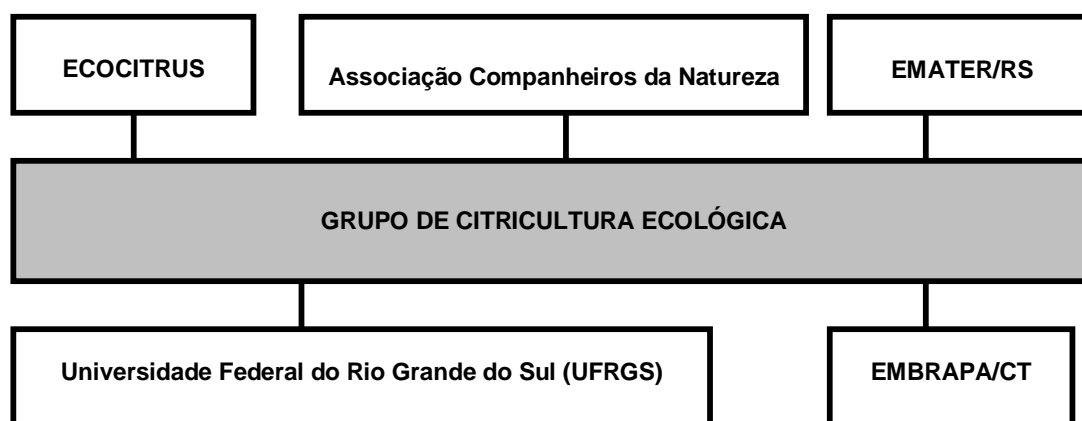 ECOCITRUS
Associação Companheiros da Natureza
EMATER/RS
GRUPO DE CITRICULTURA ECOLÓGICA
Universidade Federal do Rio Grande do Sul (UFRGS)
EMBRAPA/CT